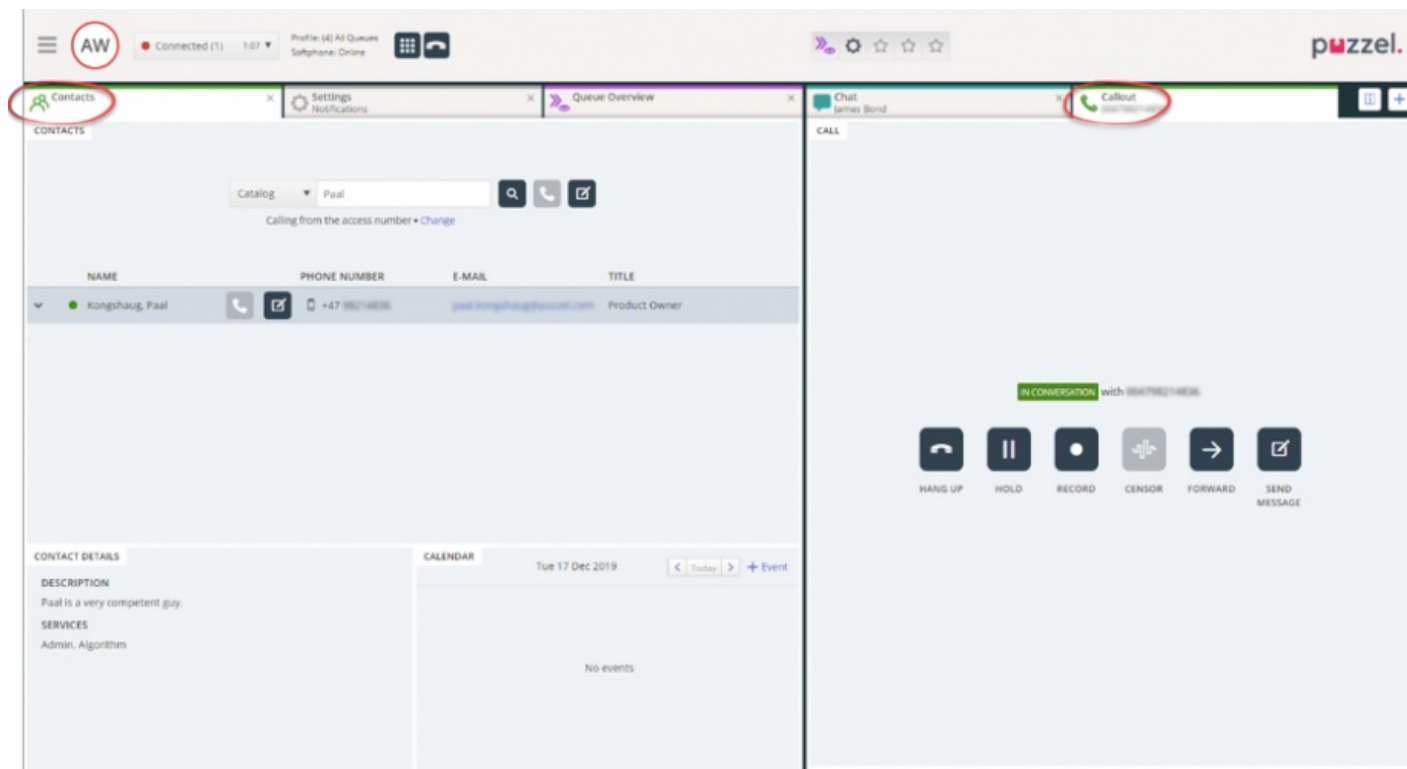 AW
Connected (1) 1:07
Profile: (4) All Queues
Softphone: Online
puzzel.
Contacts
Settings
Notifications
Queue Overview
Chat
James Bond
Callout
CONTACTS
Catalog Paal
Calling from the access number • Change
NAME PHONE NUMBER E-MAIL TITLE
Kongshaug, Paal +47 Product Owner
CONTACT DETAILS
DESCRIPTION
Paal is a very competent guy.
SERVICES
Admin, Algorithm
CALENDAR
Tue 17 Dec 2019 < Today > + Event
No events
CALL
IN CONVERSATION with
HANG UP HOLD RECORD CENSOR FORWARD SEND
MESSAGE